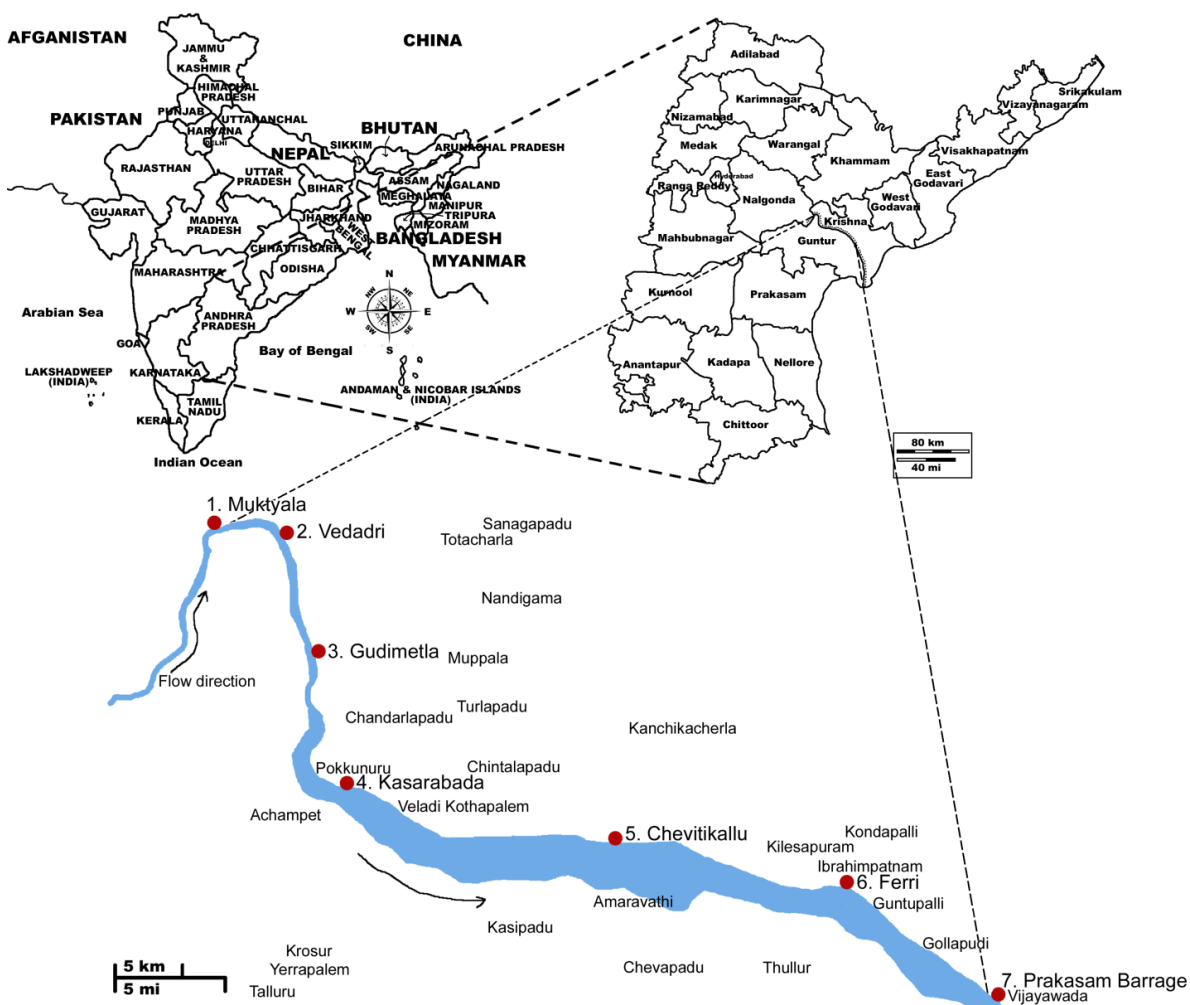 AFGANISTAN
CHINA
JAMMU
&
KASHMIR
HIMACHAL
PRADESH
PUNJAB
UTTARANCHAL
PAKISTAN
HARYANA
DELHI
BHUTAN
SIKKIM
NEPAL
ARUNACHAL PRADESH
RAJASTHAN
UTTAR
PRADESH
BIHAR
ASSAM
NAGALAND
MEGHALAYA
MANIPUR
GUJARAT
JHARKHAND
TRIPURA
MADHYA
PRADESH
WEST
BENGAL
MIZORAM
BANGLADESH
CHHATTISGARH
MYANMAR
MAHARASHTRA
ODISHA
N
NW
NE
W
E
SW
SE
S
Arabian Sea
ANDHRA
PRADESH
GOA
Bay of Bengal
LAKSHADWEEP
(INDIA)
KARNATAKA
ANDAMAN & NICOBAR ISLANDS
(INDIA)
TAMIL
NADU
KERALA
Indian Ocean
Adilabad
Srikakulam
Karimnagar
Vizayanagaram
Nizamabad
Medak
Warangal
Visakhapatnam
Khammam
Hyderabad
East
Godavari
Ranga Reddy
Nalgonda
West
Godavari
Krishna
Mahbubnagar
Guntur
Kurnool
Prakasam
Anantapur
Kadapa
Nellore
Chittoor
80 km
40 mi
1. Muktyala
2. Vedadri
Sanagapadu
Totacharla
Nandigama
3. Gudimetla
Muppala
Flow direction
Chandarlapadu
Turlapadu
Kanchikacherla
Pokkunuru
Chintalapadu
4. Kasarabada
Veladi Kothapalem
Achampet
5. Chevitikallu
Kondapalli
Kilesapuram
Ibrahimpatnam
6. Ferri
Amaravathi
Guntupalli
Kasipadu
Gollapudi
Krosur
Yerrapalem
Talluru
Chevapadu
Thullur
5 km
5 mi
7. Prakasam Barrage
Vijayawada